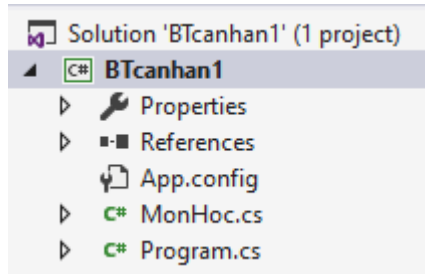 Solution 'BTcanhan1' (1 project)
C# BTcanhan1
Properties
References
App.config
C# MonHoc.cs
C# Program.cs